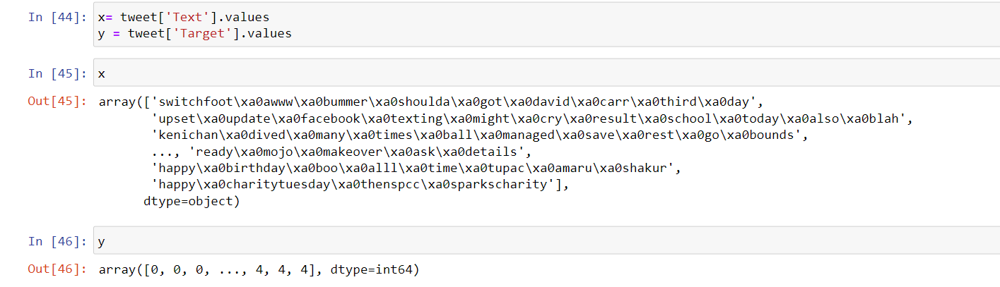 In [44]: x= tweet['Text'].values
y = tweet['Target'].values
In [45]: x
Out[45]: array(['switchfoot\xa0awww\xa0bummer\xa0shoulda\xa0got\xa0david\xa0carr\xa0third\xa0day',
'upset\xa0update\xa0facebook\xa0texting\xa0might\xa0cry\xa0result\xa0school\xa0today\xa0also\xa0blah',
'kenichan\xa0dived\xa0many\xa0times\xa0ball\xa0managed\xa0save\xa0rest\xa0go\xa0bounds',
..., 'ready\xa0mojo\xa0makeover\xa0ask\xa0details',
'happy\xa0birthday\xa0boo\xa0alll\xa0time\xa0tupac\xa0amaru\xa0shakur',
'happy\xa0charitytuesday\xa0thenspcc\xa0sparkscharity'],
dtype=object)
In [46]: y
Out[46]: array([0, 0, 0, ..., 4, 4, 4], dtype=int64)